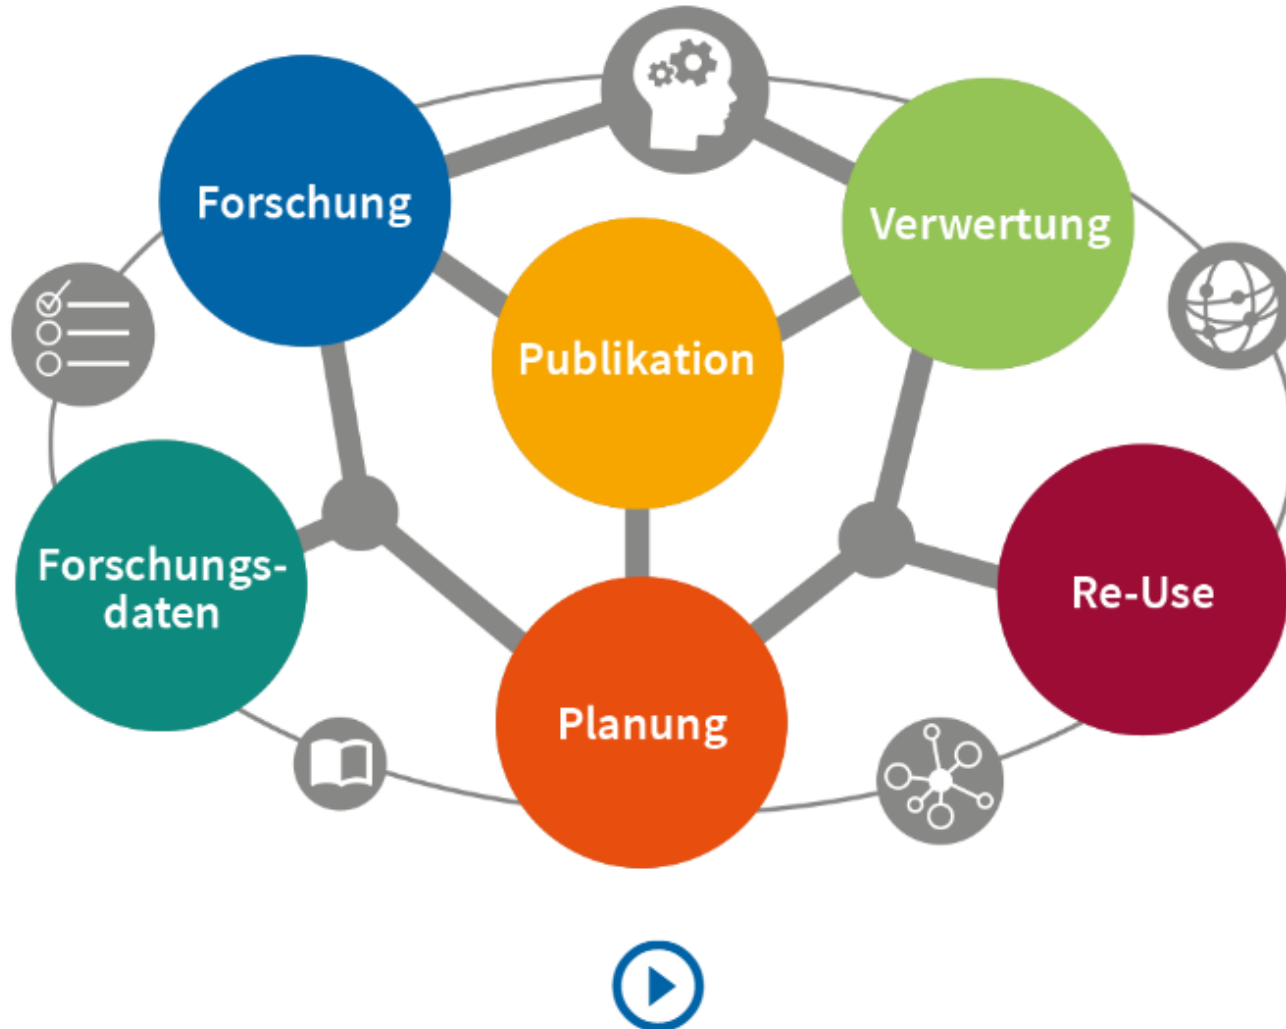 Forschung
Verwertung
Publikation
Forschungs-
daten
Re-Use
Planung